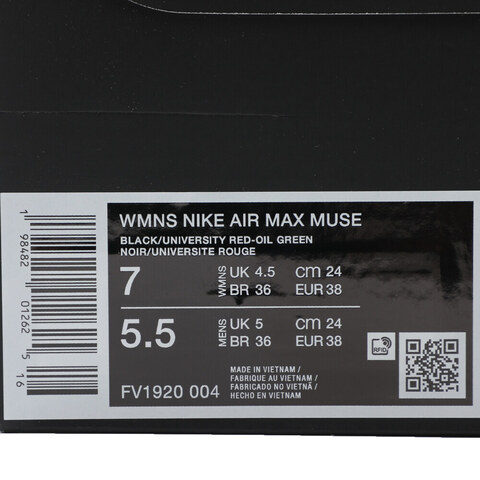 WMNS NIKE AIR MAX MUSE
BLACK/UNIVERSITY RED-OIL GREEN
NOIR/UNIVERSITE ROUGE
7 WMNS UK 4.5 CM 24
BR 36 EUR 38
5.5 MENS UK 5 CM 24
BR 36 EUR 38
RFID
FV1920 004
MADE IN VIETNAM /
FABRIQUE AU VIETNAM /
FABRICADO NO VIETNÃ /
HECHO EN VIETNAM
1 98482 01262 5 16